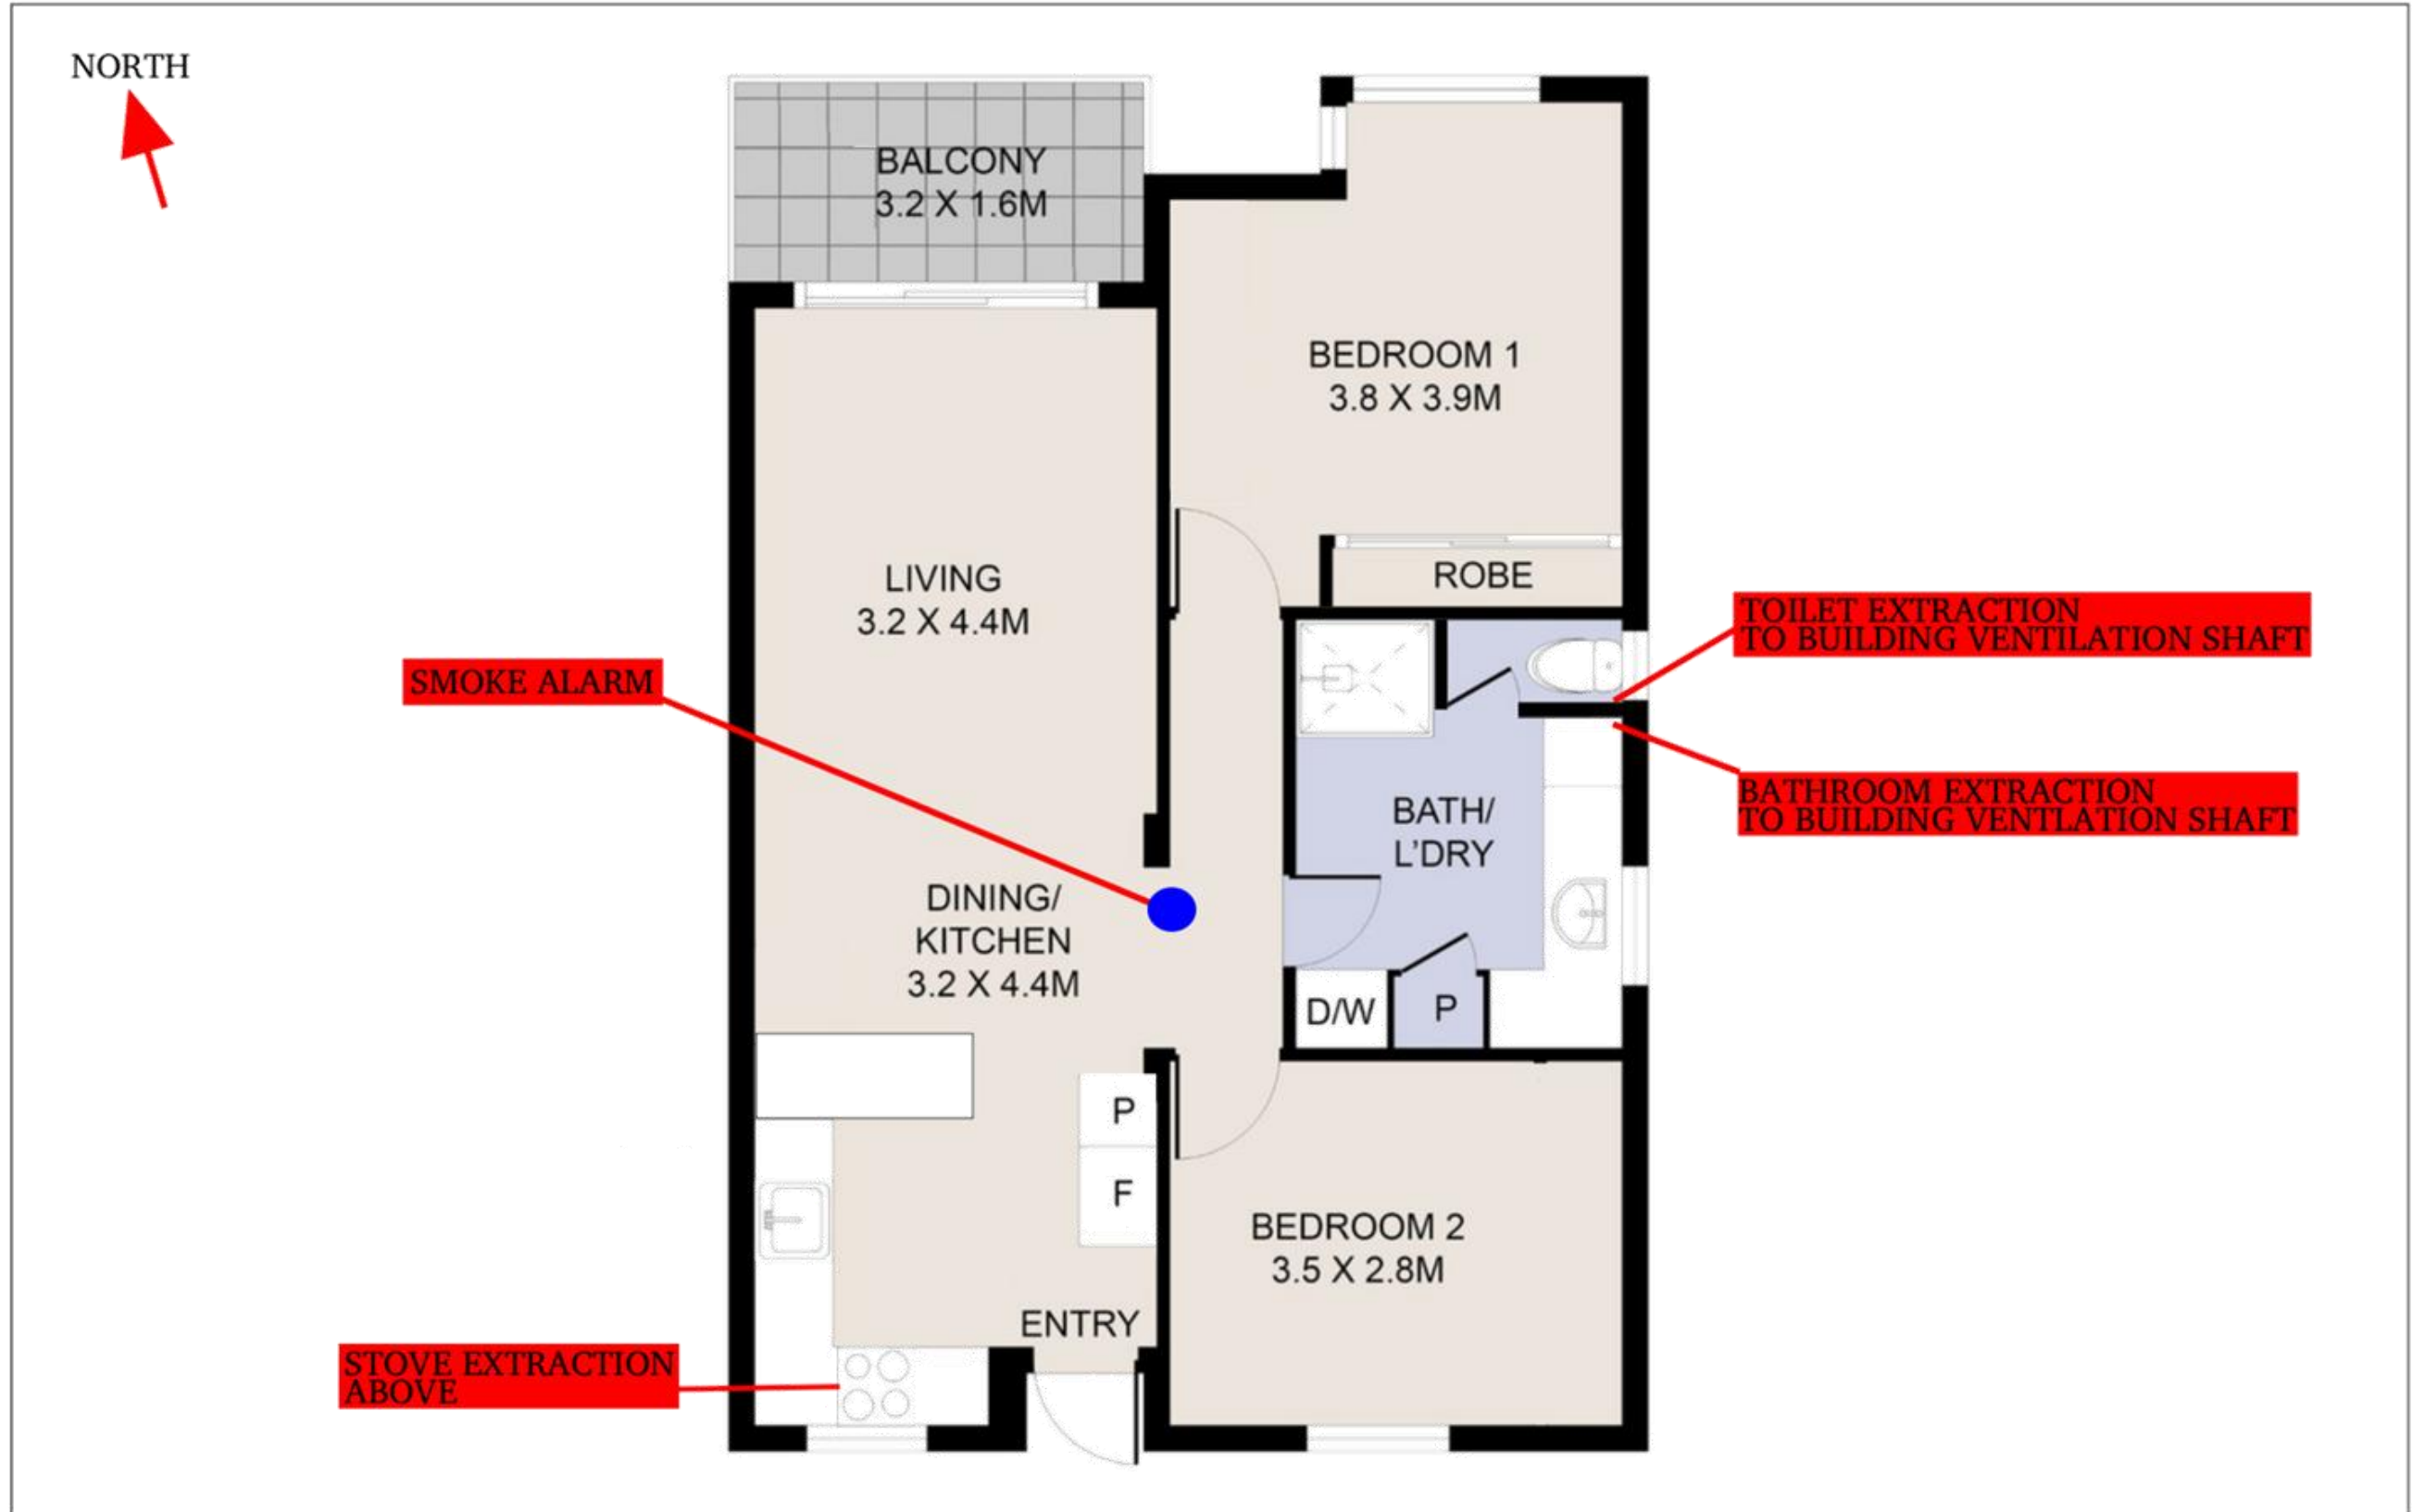 NORTH
BALCONY
3.2 X 1.6M
BEDROOM 1
3.8 X 3.9M
LIVING
3.2 X 4.4M
ROBE
TOILET EXTRACTION
TO BUILDING VENTILATION SHAFT
SMOKE ALARM
BATHROOM EXTRACTION
TO BUILDING VENTLATION SHAFT
BATH/
L'DRY
DINING/
KITCHEN
3.2 X 4.4M
D/W
P
P
F
BEDROOM 2
3.5 X 2.8M
ENTRY
STOVE EXTRACTION
ABOVE